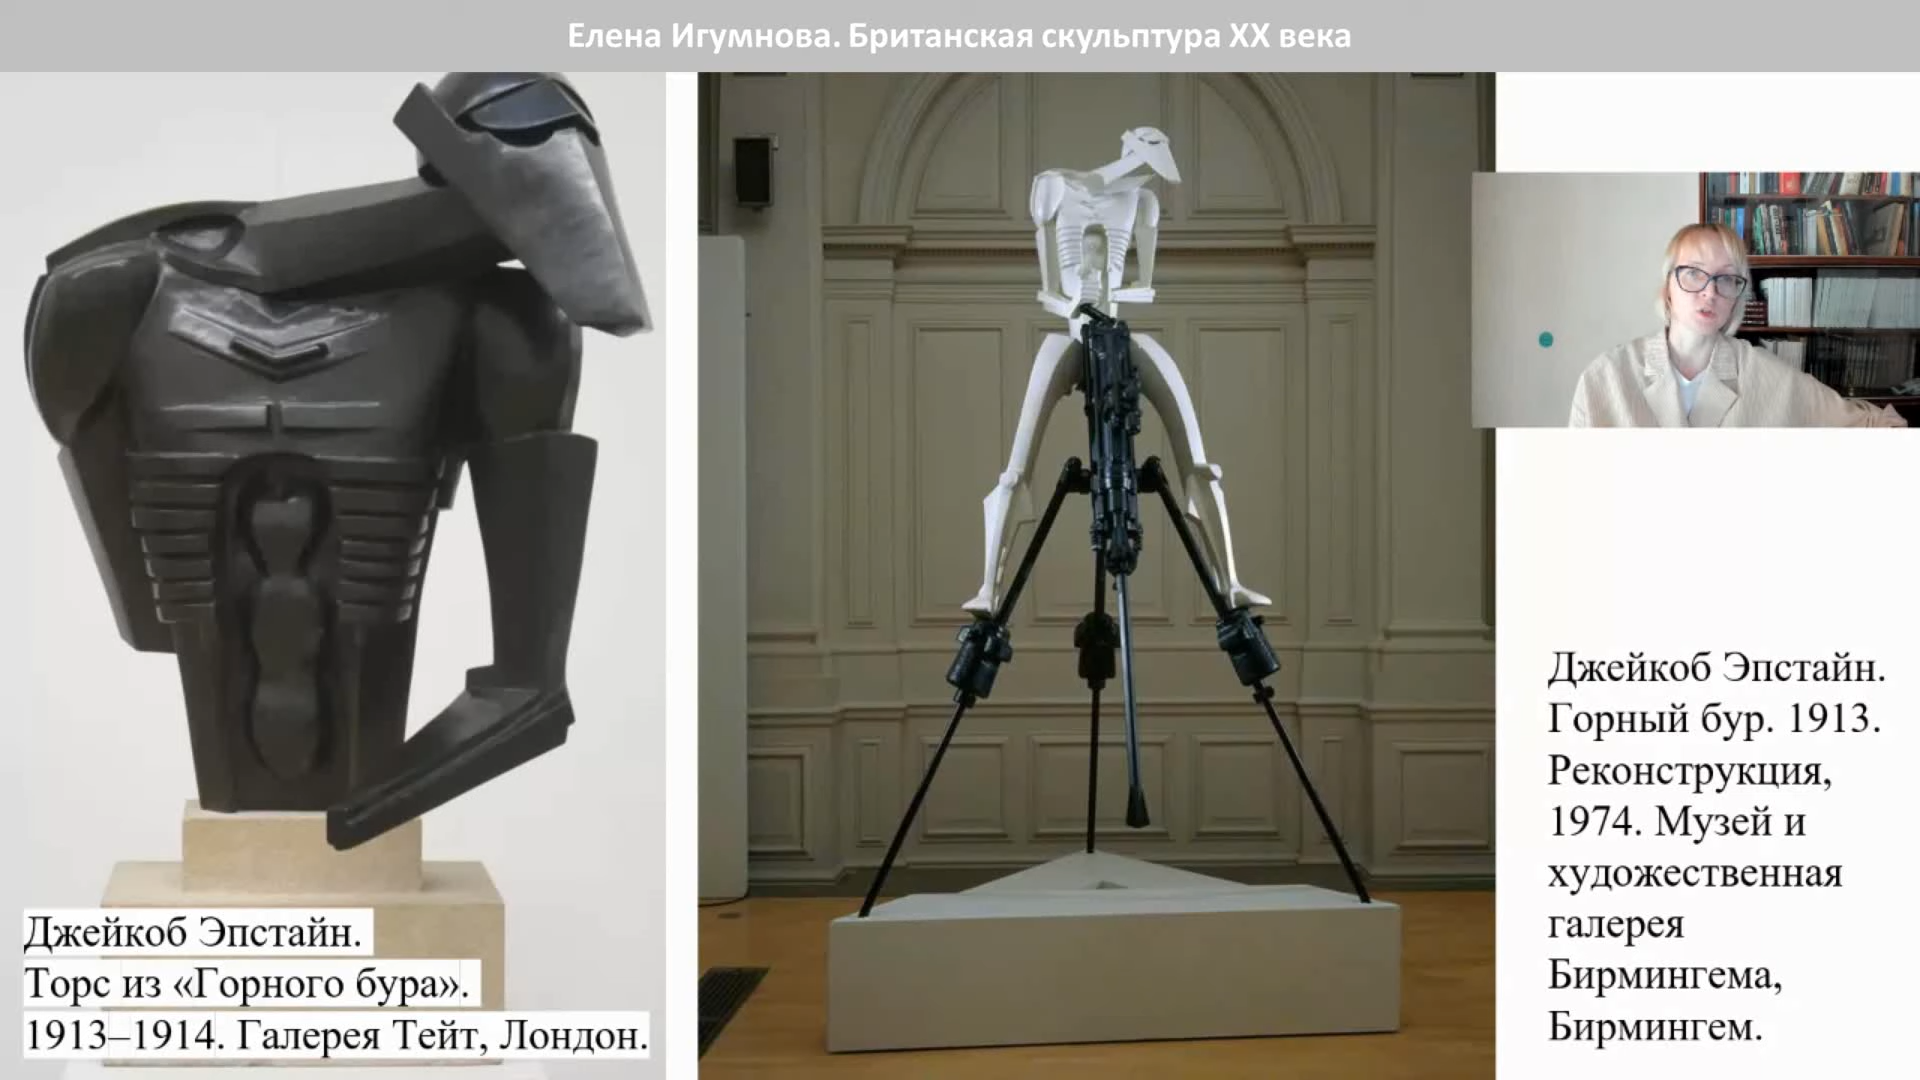 Елена Игумнова. Британская скульптура XX века
Джейкоб Эпстайн.
Торс из «Горного бура».
1913–1914. Галерея Тейт, Лондон.
Джейкоб Эпстайн.
Горный бур. 1913.
Реконструкция,
1974. Музей и
художественная
галерея
Бирмингема,
Бирмингем.